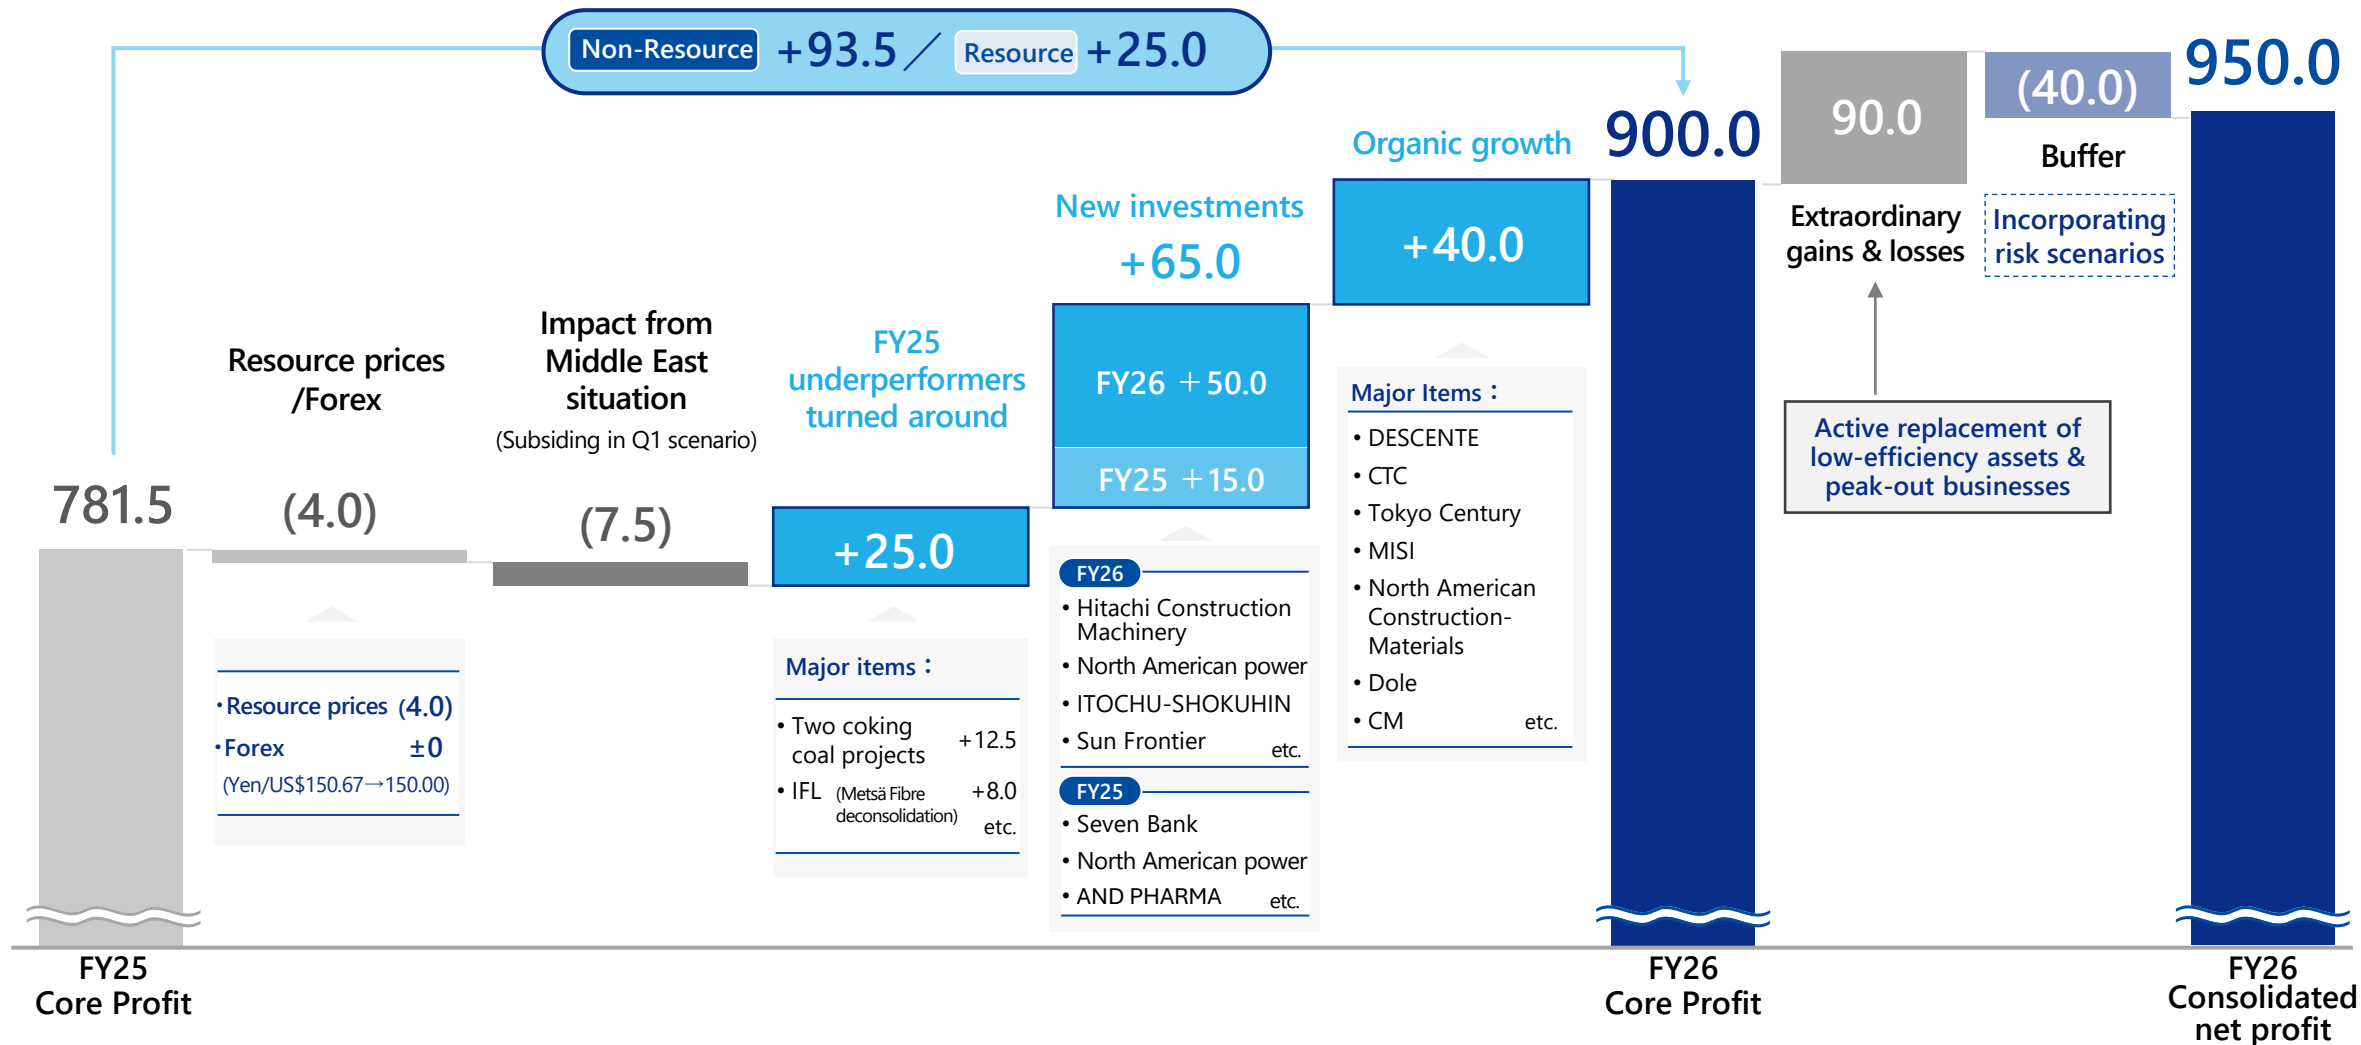 Non-Resource +93.5 ／ Resource +25.0
781.5
FY25
Core Profit
Resource prices
/Forex
(4.0)
・Resource prices (4.0)
・Forex ±0
(Yen/US$150.67→150.00)
Impact from
Middle East
situation
(Subsiding in Q1 scenario)
(7.5)
FY25
underperformers
turned around
+25.0
Major items：
• Two coking
coal projects +12.5
• IFL (Metsä Fibre
deconsolidation) +8.0
etc.
New investments
+65.0
FY26 ＋50.0
FY25 ＋15.0
FY26
• Hitachi Construction
Machinery
• North American power
• ITOCHU-SHOKUHIN
• Sun Frontier etc.
FY25
• Seven Bank
• North American power
• AND PHARMA etc.
Organic growth
+40.0
Major Items：
• DESCENTE
• CTC
• Tokyo Century
• MISI
• North American
Construction-
Materials
• Dole
• CM etc.
900.0
FY26
Core Profit
90.0
Extraordinary
gains & losses
Active replacement of
low-efficiency assets &
peak-out businesses
(40.0)
Buffer
Incorporating
risk scenarios
950.0
FY26
Consolidated
net profit